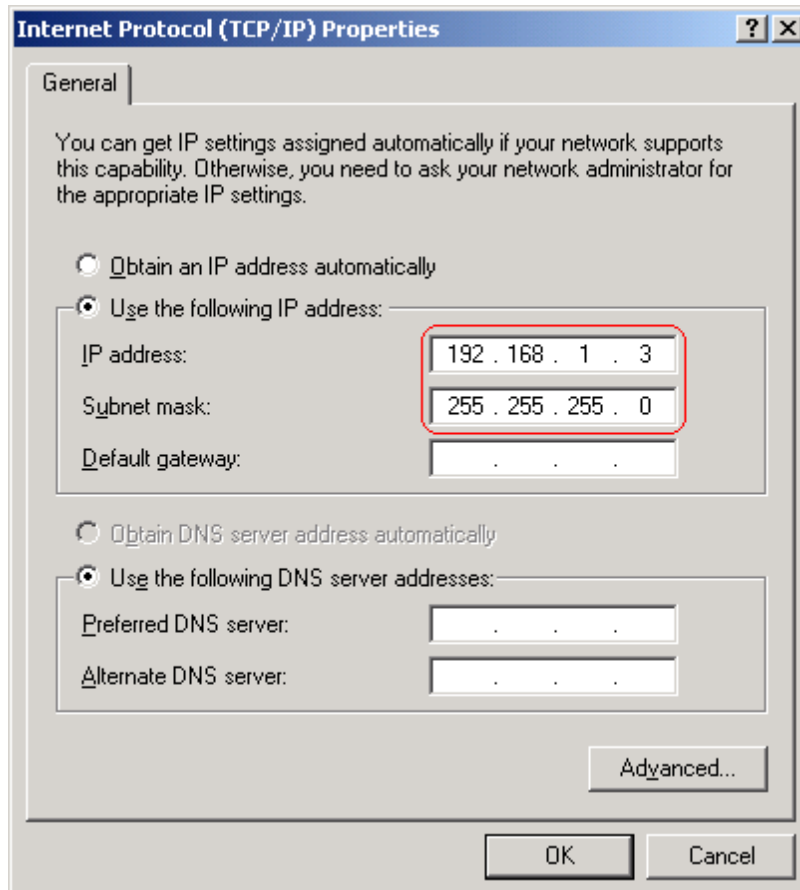 Internet Protocol (TCP/IP) Properties
General
You can get IP settings assigned automatically if your network supports
this capability. Otherwise, you need to ask your network administrator for
the appropriate IP settings.
Obtain an IP address automatically
Use the following IP address:
IP address: 192 . 168 . 1 . 3
Subnet mask: 255 . 255 . 255 . 0
Default gateway: . . .
Obtain DNS server address automatically
Use the following DNS server addresses:
Preferred DNS server: . . .
Alternate DNS server: . . .
Advanced...
OK Cancel